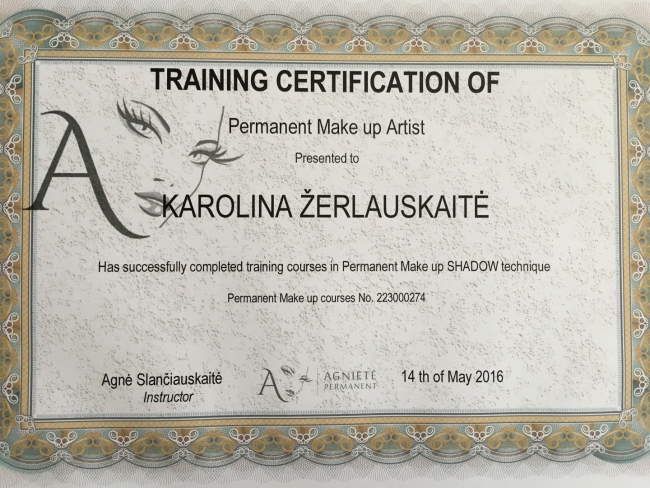 TRAINING CERTIFICATION OF
Permanent Make up Artist
Presented to
KAROLINA ŽERLAUSKAITĖ
Has successfully completed training courses in Permanent Make up SHADOW technique
Permanent Make up courses No. 223000274
Agnė Slančiauskaitė
Instructor
A
AGNIETĖ
PERMANENT
14 th of May 2016